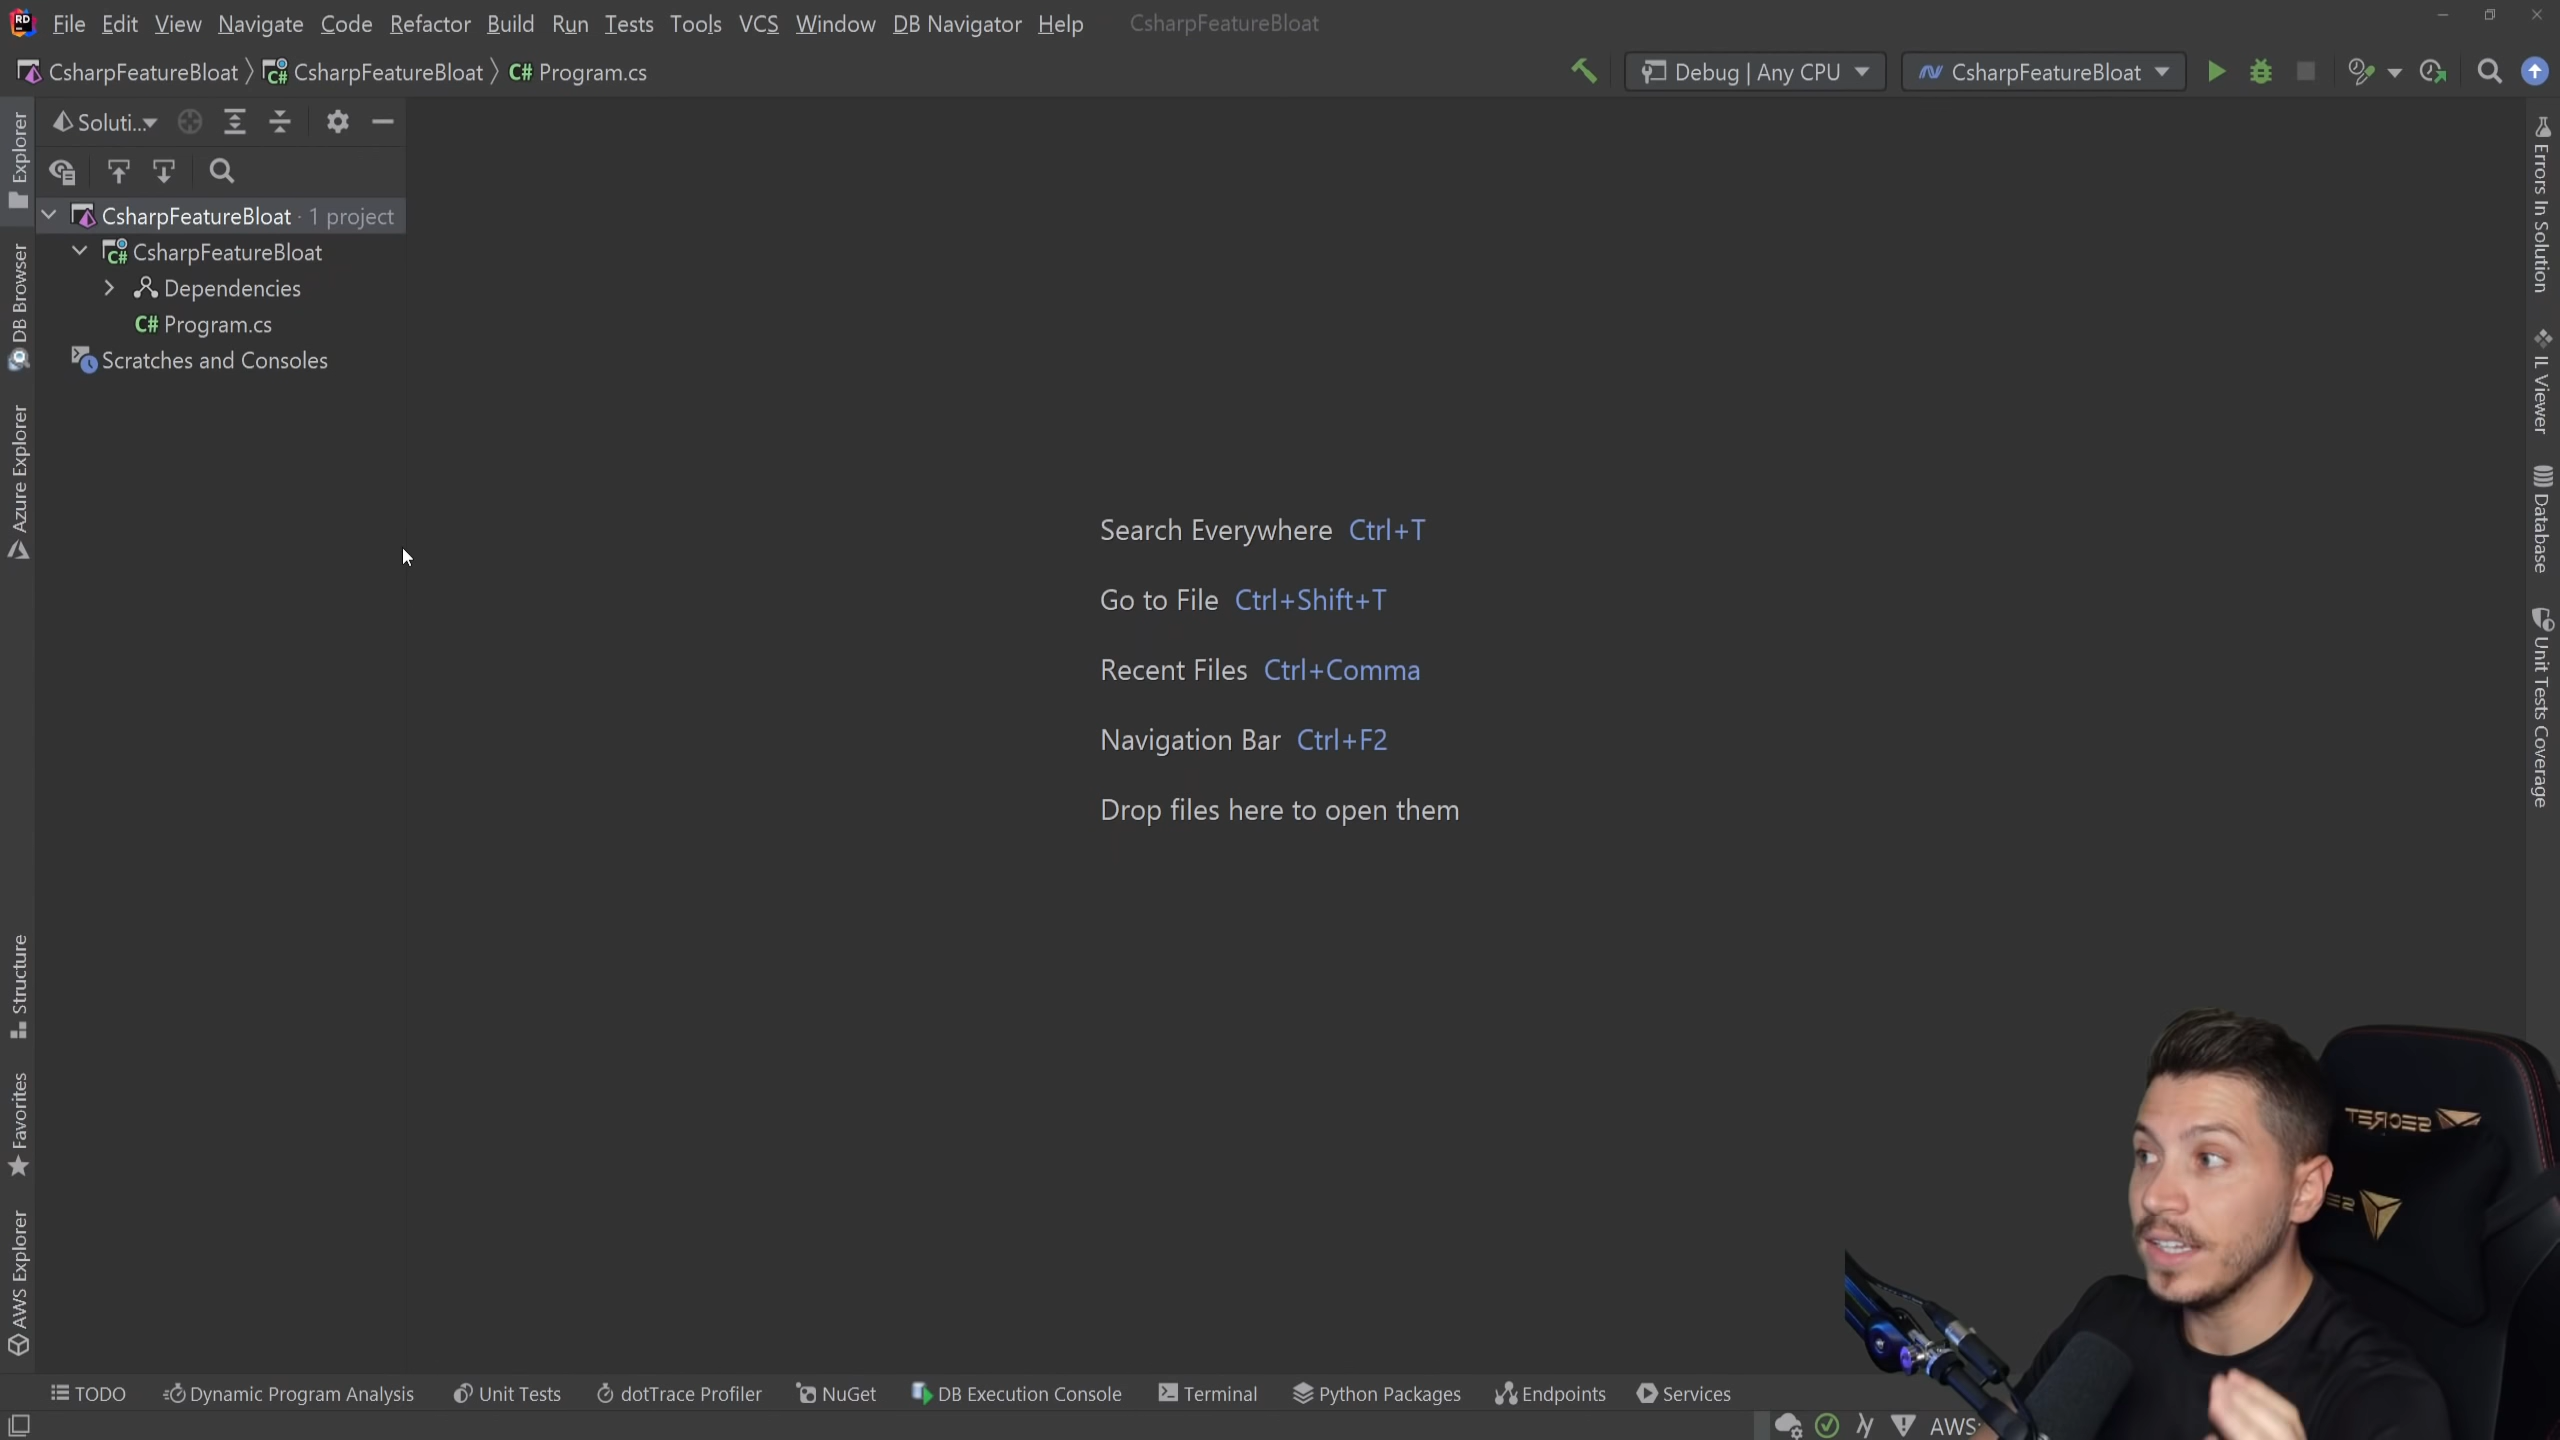 RD File Edit View Navigate Code Refactor Build Run Tests Tools VCS Window DB Navigator Help CsharpFeatureBloat
CsharpFeatureBloat C# CsharpFeatureBloat C# Program.cs Debug | Any CPU CsharpFeatureBloat
Soluti...
CsharpFeatureBloat · 1 project
C# CsharpFeatureBloat
Dependencies
C# Program.cs
Scratches and Consoles
Explorer
DB Browser
Azure Explorer
Structure
Favorites
AWS Explorer
Search Everywhere Ctrl+T
Go to File Ctrl+Shift+T
Recent Files Ctrl+Comma
Navigation Bar Ctrl+F2
Drop files here to open them
Errors In Solution
IL Viewer
Database
Unit Tests Coverage
SECRET
TODO Dynamic Program Analysis Unit Tests dotTrace Profiler NuGet DB Execution Console Terminal Python Packages Endpoints Services
AWS: